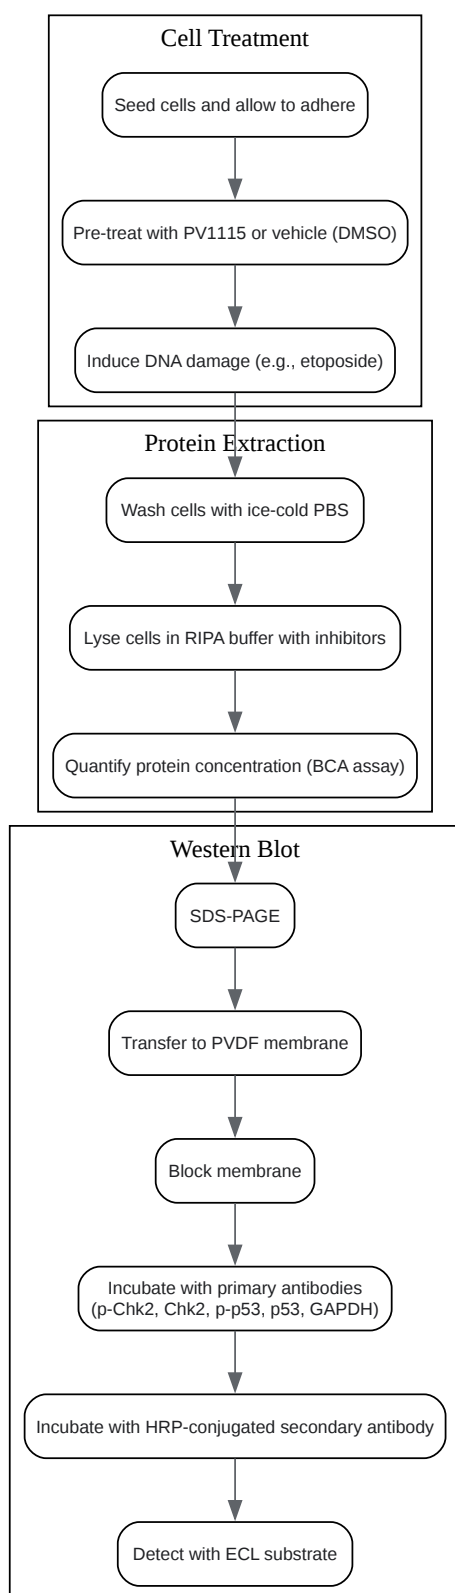 Cell Treatment
Seed cells and allow to adhere
Pre-treat with PV1115 or vehicle (DMSO)
Induce DNA damage (e.g., etoposide)
Protein Extraction
Wash cells with ice-cold PBS
Lyse cells in RIPA buffer with inhibitors
Quantify protein concentration (BCA assay)
Western Blot
SDS-PAGE
Transfer to PVDF membrane
Block membrane
Incubate with primary antibodies
(p-Chk2, Chk2, p-p53, p53, GAPDH)
Incubate with HRP-conjugated secondary antibody
Detect with ECL substrate